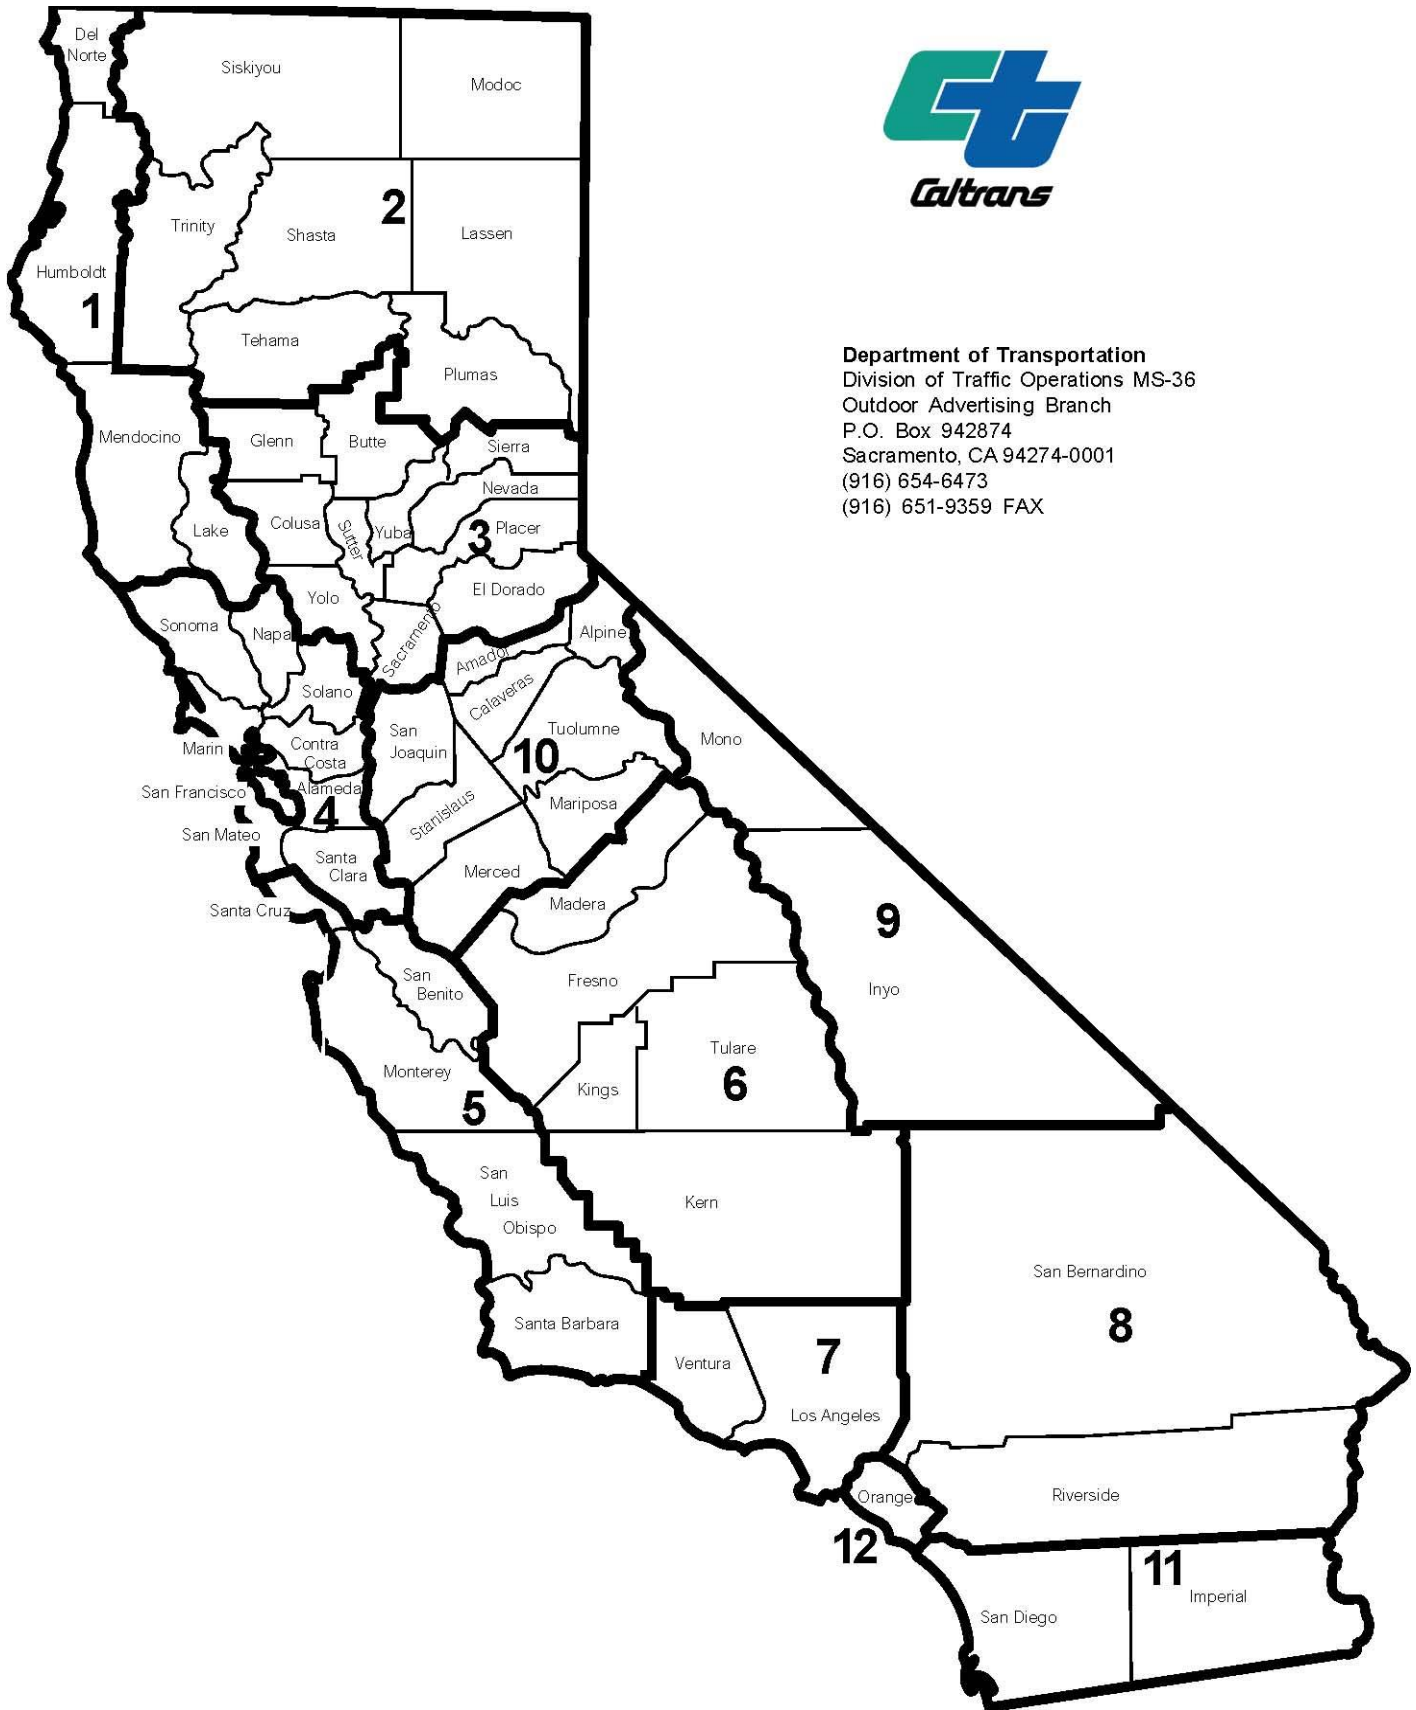 Del
Norte
Siskiyou
Modoc
Caltrans
2
Trinity
Shasta
Lassen
Humboldt
1
Tehama
Department of Transportation
Division of Traffic Operations MS-36
Outdoor Advertising Branch
P.O. Box 942874
Sacramento, CA 94274-0001
(916) 654-6473
(916) 651-9359 FAX
Plumas
Mendocino
Glenn
Butte
Sierra
Nevada
Lake
Colusa
Sutter
Yuba
3
Placer
Yolo
El Dorado
Sonoma
Napa
Sacramento
Alpine
Amador
Solano
Calaveras
Marin
Contra
Costa
San
Joaquin
10
Tuolumne
Mono
San Francisco
Alameda
4
Stanislaus
Mariposa
San Mateo
Santa
Clara
Merced
Santa Cruz
Madera
9
San
Benito
Fresno
Inyo
Monterey
5
Kings
Tulare
6
San
Luis
Obispo
Kern
San Bernardino
8
Santa Barbara
Ventura
7
Los Angeles
Orange
12
Riverside
11
San Diego
Imperial